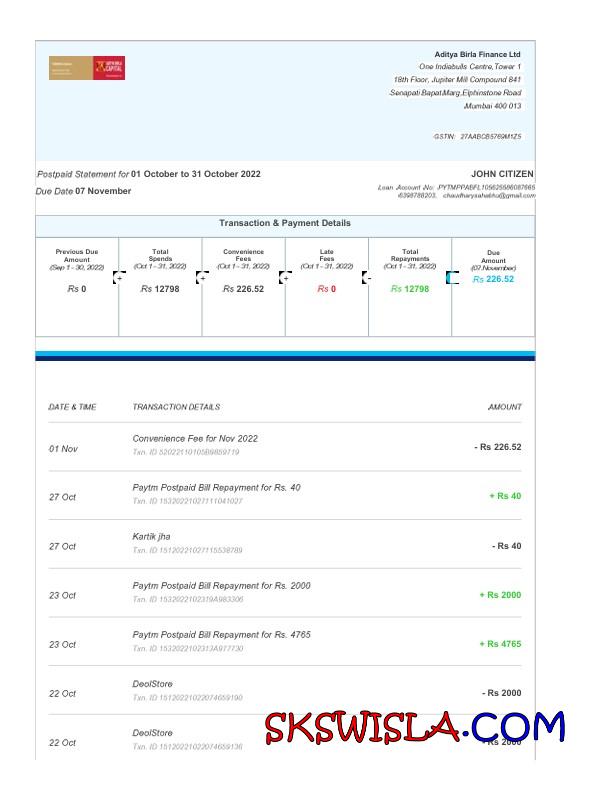 ADITYA BIRLA
CAPITAL
Aditya Birla Finance Ltd
One Indiabulls Centre,Tower 1
18th Floor, Jupiter Mill Compound 841
Senapati BapatMarg,Elphinstone Road
Mumbai 400 013
GSTIN: 27AABCB5769M1Z5
Postpaid Statement for 01 October to 31 October 2022
JOHN CITIZEN
Due Date 07 November
Loan Account No: PYTMPPABFL105625586087665
6398788203, chaudharysahabhu@gmail.com
Transaction & Payment Details
Previous Due Amount (Sep 1 - 30, 2022) Rs 0
+
Total Spends (Oct 1 - 31, 2022) Rs 12798
+
Convenience Fees (Oct 1 - 31, 2022) Rs 226.52
+
Late Fees (Oct 1 - 31, 2022) Rs 0
-
Total Repayments (Oct 1 - 31, 2022) Rs 12798
Due Amount (07.November) Rs 226.52
DATE & TIME TRANSACTION DETAILS AMOUNT
Convenience Fee for Nov 2022
01 Nov - Rs 226.52
Txn. ID 52022110105B9859719
Paytm Postpaid Bill Repayment for Rs. 40
27 Oct + Rs 40
Txn. ID 15320221027111041027
Kartik jha
27 Oct - Rs 40
Txn. ID 15120221027115538789
Paytm Postpaid Bill Repayment for Rs. 2000
23 Oct + Rs 2000
Txn. ID 1532022102319A983306
Paytm Postpaid Bill Repayment for Rs. 4765
23 Oct + Rs 4765
Txn. ID 1532022102313A977730
DeolStore
22 Oct - Rs 2000
Txn. ID 15120221022074659190
DeolStore
22 Oct - Rs 2000
Txn. ID 15120221022074659136
SKSWISLA.COM